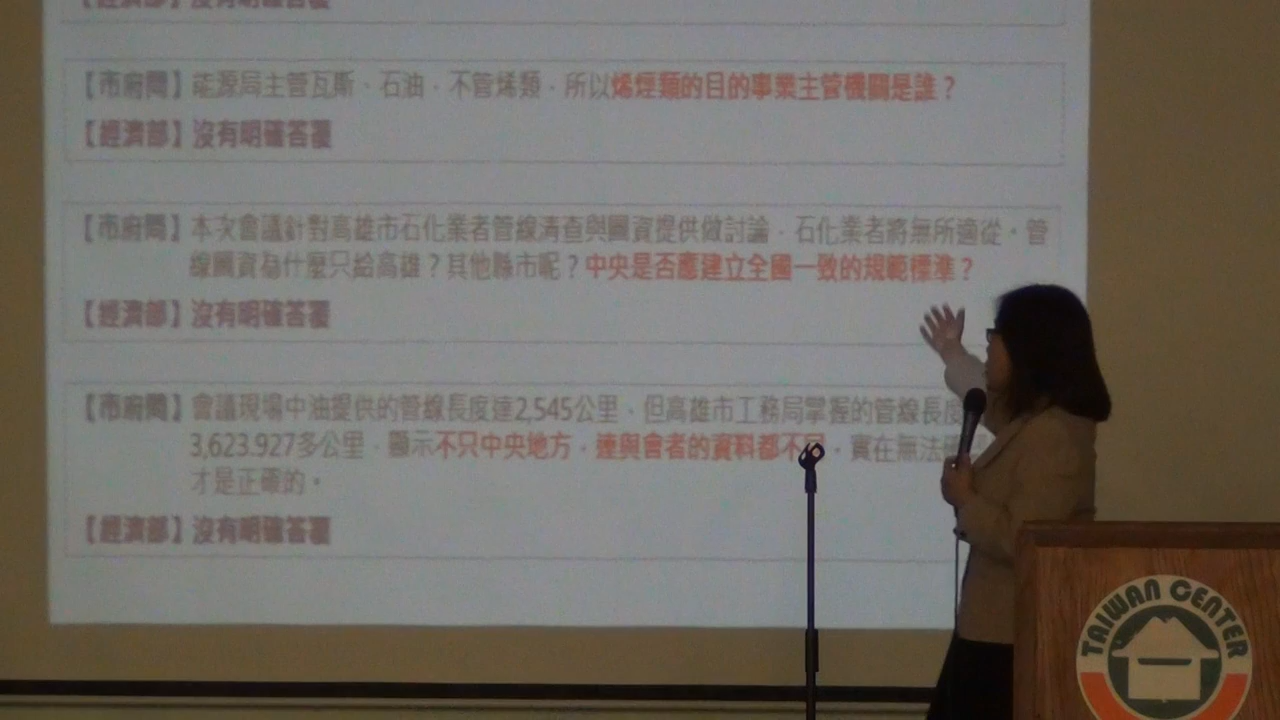 【經濟部】沒有明確答覆
【市府問】能源局主管瓦斯、石油，不管烯類，所以烯烴類的目的事業主管機關是誰？
【經濟部】沒有明確答覆
【市府問】本次會議針對高雄市石化業者管線清查與圖資提供做討論，石化業者將無所適從。管
線圖資為什麼只給高雄？其他縣市呢？中央是否應建立全國一致的規範標準？
【經濟部】沒有明確答覆
【市府問】會議現場中油提供的管線長度達2,545公里、但高雄市工務局掌握的管線長度
3,623.927多公里，顯示不只中央地方，連與會者的資料都不同，實在無法
才是正確的。
【經濟部】沒有明確答覆
TAIWAN CENTER